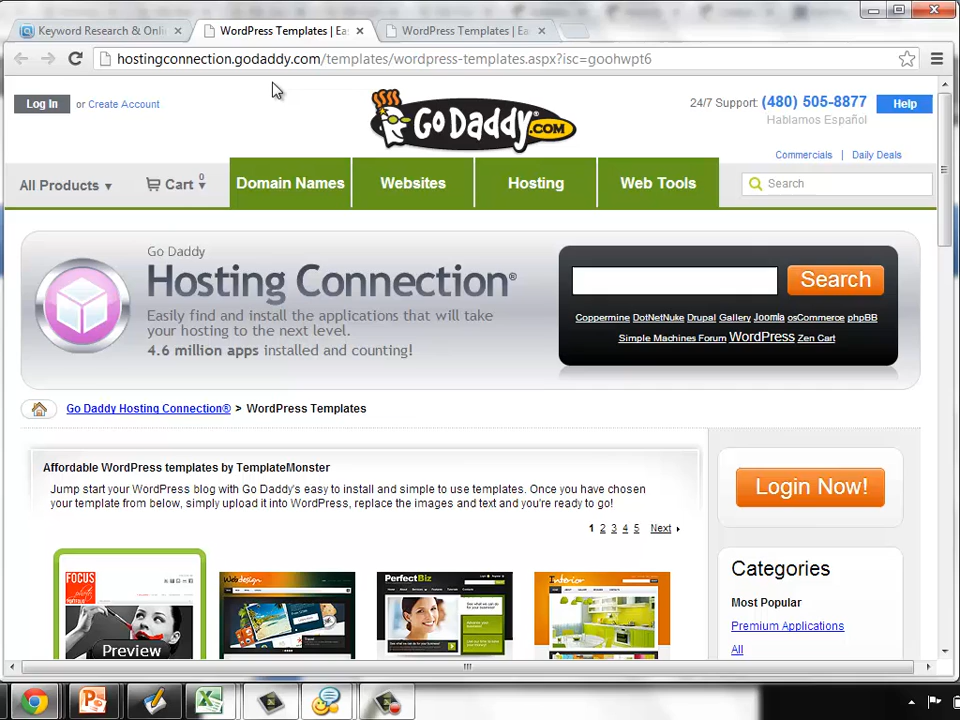 Keyword Research & Onli
WordPress Templates | Ea
WordPress Templates | Ea
hostingconnection.godaddy.com/templates/wordpress-templates.aspx?isc=goohwpt6
Log In or Create Account
Go Daddy .COM
24/7 Support: (480) 505-8877
Hablamos Español
Help
Commercials | Daily Deals
All Products
Cart 0
Domain Names
Websites
Hosting
Web Tools
Search
Go Daddy
Hosting Connection®
Easily find and install the applications that will take
your hosting to the next level.
4.6 million apps installed and counting!
Search
Coppermine DotNetNuke Drupal Gallery Joomla osCommerce phpBB
Simple Machines Forum WordPress Zen Cart
Go Daddy Hosting Connection® > WordPress Templates
Affordable WordPress templates by TemplateMonster
Jump start your WordPress blog with Go Daddy's easy to install and simple to use templates. Once you have chosen
your template from below, simply upload it into WordPress, replace the images and text and you're ready to go!
1 2 3 4 5 Next
Login Now!
Categories
Most Popular
Premium Applications
All
FOCUS
Preview
Webdesign
PerfectBiz
Interior